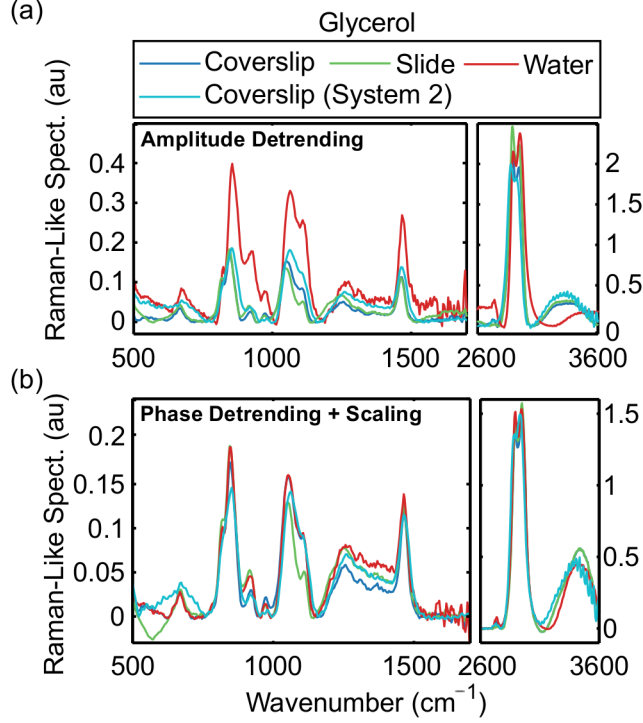 (a)
Glycerol
Coverslip Slide Water
Coverslip (System 2)
Amplitude Detrending
Raman-Like Spect. (au)
0.4
0.3
0.2
0.1
0
2
1.5
1
0.5
0
500 1000 1500 1700 2600 3600
(b)
Phase Detrending + Scaling
Raman-Like Spect. (au)
0.2
0.15
0.1
0.05
0
1.5
1
0.5
0
500 1000 1500 1700 2600 3600
Wavenumber (cm⁻¹)